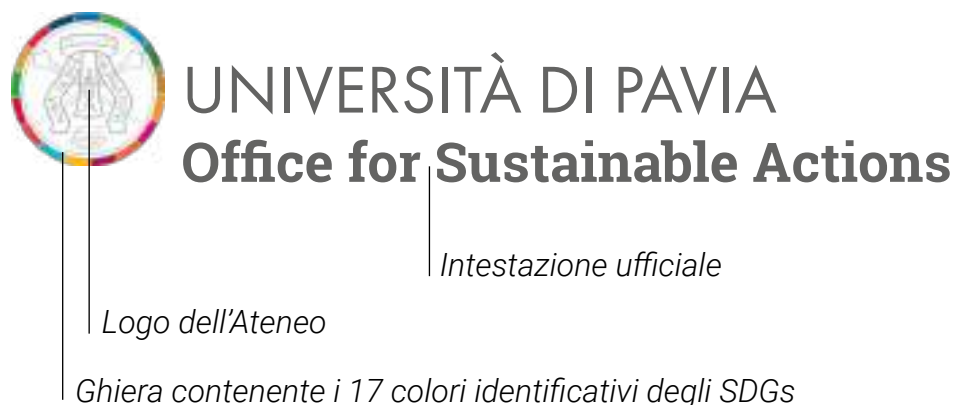 UNIVERSITÀ DI PAVIA
Office for Sustainable Actions
Intestazione ufficiale
Logo dell'Ateneo
Ghiera contenente i 17 colori identificativi degli SDGs